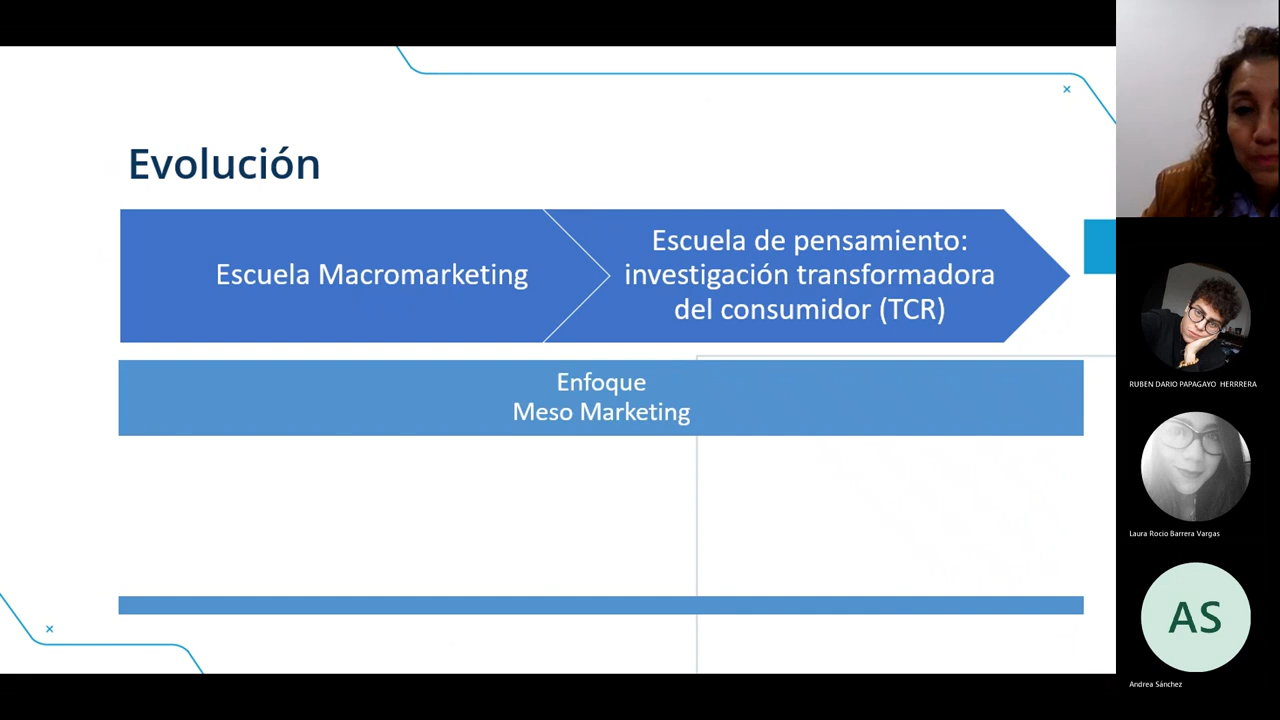 Evolución
Escuela Macromarketing
Escuela de pensamiento:
investigación transformadora
del consumidor (TCR)
Enfoque
Meso Marketing
RUBEN DARIO PAPAGAYO HERRRERA
Laura Rocio Barrera Vargas
AS
Andrea Sánchez